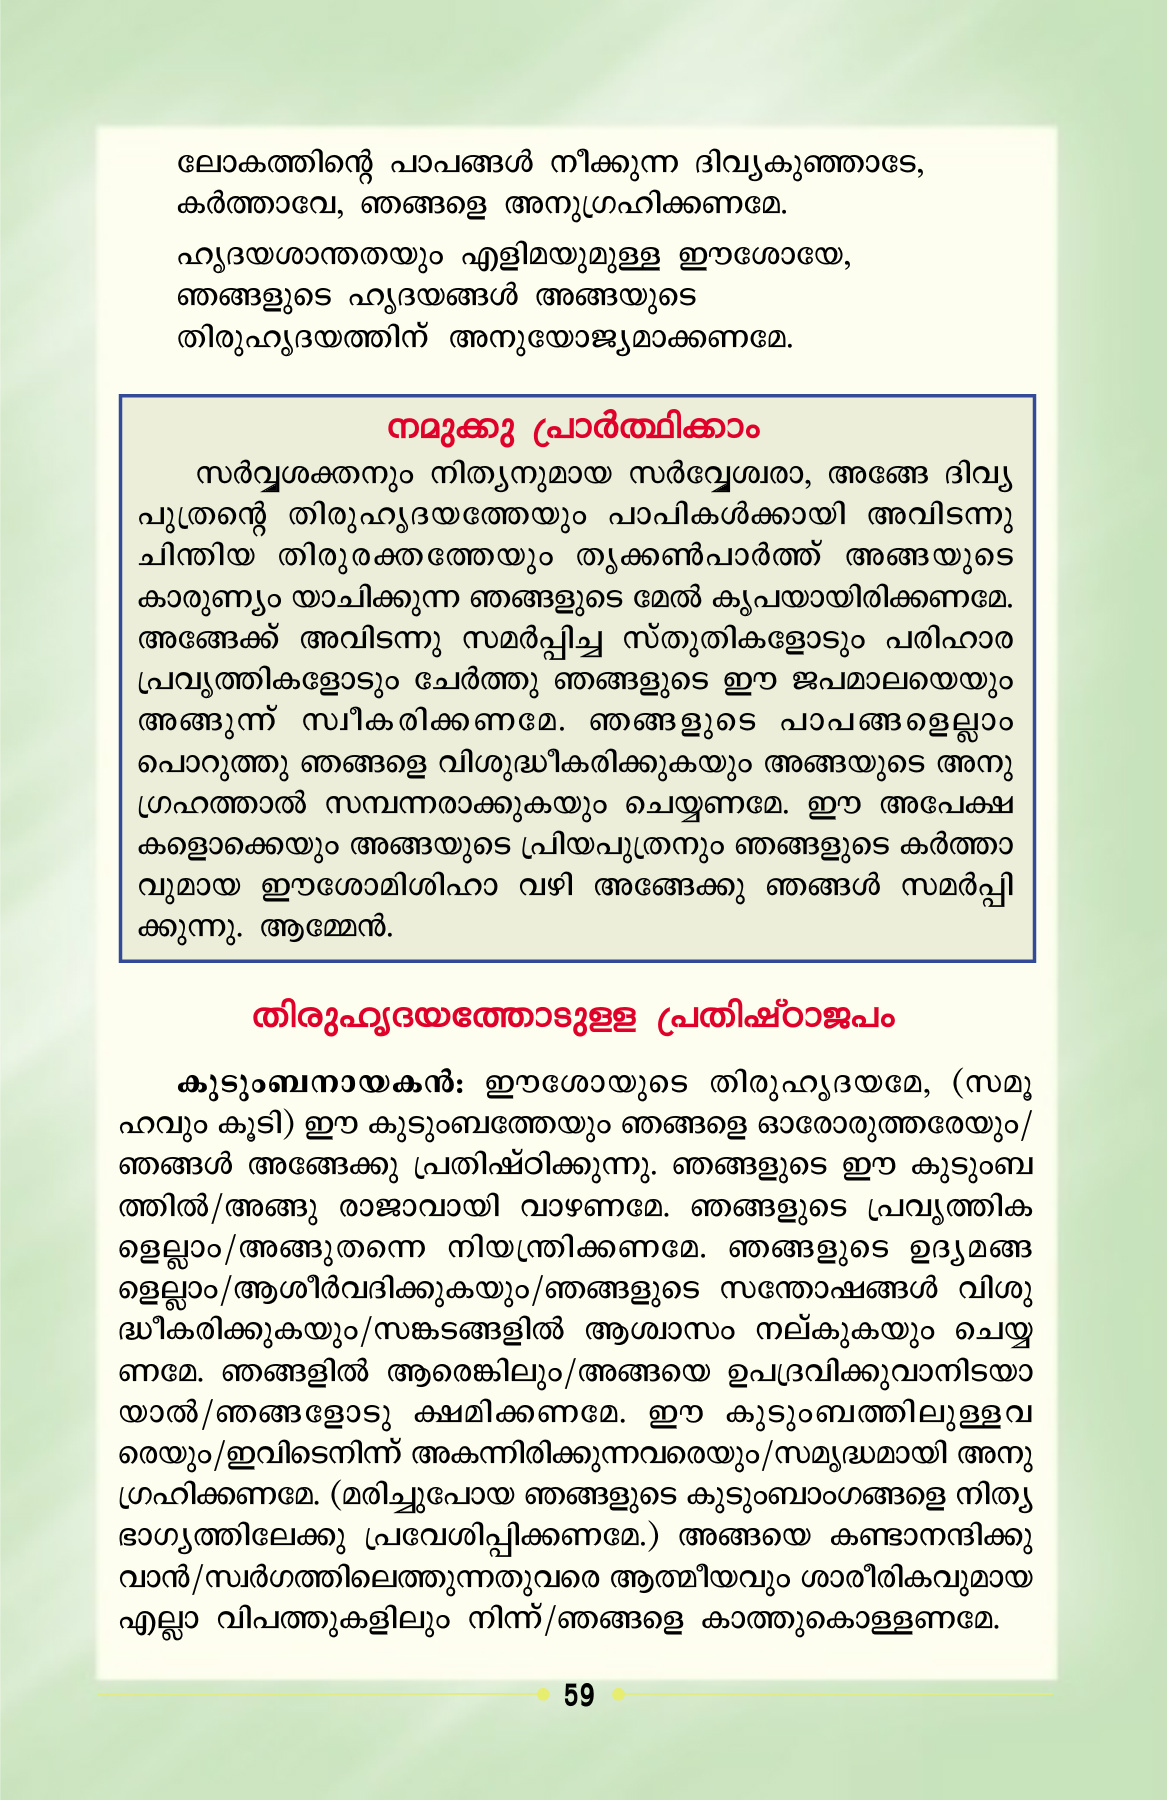 ലോകത്തിന്റെ പാപങ്ങൾ നീക്കുന്ന ദിവ്യകുഞ്ഞാടേ,
കർത്താവേ, ഞങ്ങളെ അനുഗ്രഹിക്കണമേ.
ഹൃദയശാന്തതയും എളിമയുമുള്ള ഈശോയേ,
ഞങ്ങളുടെ ഹൃദയങ്ങൾ അങ്ങയുടെ
തിരുഹൃദയത്തിന് അനുയോജ്യമാക്കണമേ.
നമുക്കു പ്രാർത്ഥിക്കാം
സർവ്വശക്തനും നിത്യനുമായ സർവ്വേശ്വരാ, അങ്ങേ ദിവ്യ
പുത്രന്റെ തിരുഹൃദയത്തേയും പാപികൾക്കായി അവിടന്നു
ചിന്തിയ തിരുരക്തത്തേയും തൃക്കൺപാർത്ത് അങ്ങയുടെ
കാരുണ്യം യാചിക്കുന്ന ഞങ്ങളുടെ മേൽ കൃപയായിരിക്കണമേ.
അങ്ങേക്ക് അവിടന്നു സമർപ്പിച്ച സ്തുതികളോടും പരിഹാര
പ്രവൃത്തികളോടും ചേർത്തു ഞങ്ങളുടെ ഈ ജപമാലയെയും
അങ്ങുന്ന് സ്വീകരിക്കണമേ. ഞങ്ങളുടെ പാപങ്ങളെല്ലാം
പൊറുത്തു ഞങ്ങളെ വിശുദ്ധീകരിക്കുകയും അങ്ങയുടെ അനു
ഗ്രഹത്താൽ സമ്പന്നരാക്കുകയും ചെയ്യണമേ. ഈ അപേക്ഷ
കളൊക്കെയും അങ്ങയുടെ പ്രിയപുത്രനും ഞങ്ങളുടെ കർത്താ
വുമായ ഈശോമിശിഹാ വഴി അങ്ങേക്കു ഞങ്ങൾ സമർപ്പി
ക്കുന്നു. ആമ്മേൻ.
തിരുഹൃദയത്തോടുള്ള പ്രതിഷ്ഠാജപം
കുടുംബനായകൻ: ഈശോയുടെ തിരുഹൃദയമേ, (സമൂ
ഹവും കൂടി) ഈ കുടുംബത്തേയും ഞങ്ങളെ ഓരോരുത്തരേയും/
ഞങ്ങൾ അങ്ങേക്കു പ്രതിഷ്ഠിക്കുന്നു. ഞങ്ങളുടെ ഈ കുടുംബ
ത്തിൽ/അങ്ങു രാജാവായി വാഴണമേ. ഞങ്ങളുടെ പ്രവൃത്തിക
ളെല്ലാം/അങ്ങുതന്നെ നിയന്ത്രിക്കണമേ. ഞങ്ങളുടെ ഉദ്യമങ്ങ
ളെല്ലാം/ആശീർവദിക്കുകയും/ഞങ്ങളുടെ സന്തോഷങ്ങൾ വിശു
ദ്ധീകരിക്കുകയും/സങ്കടങ്ങളിൽ ആശ്വാസം നല്കുകയും ചെയ്യ
ണമേ. ഞങ്ങളിൽ ആരെങ്കിലും/അങ്ങയെ ഉപദ്രവിക്കുവാനിടയാ
യാൽ/ഞങ്ങളോടു ക്ഷമിക്കണമേ. ഈ കുടുംബത്തിലുള്ളവ
രെയും/ഇവിടെനിന്ന് അകന്നിരിക്കുന്നവരെയും/സമൃദ്ധമായി അനു
ഗ്രഹിക്കണമേ. (മരിച്ചുപോയ ഞങ്ങളുടെ കുടുംബാംഗങ്ങളെ നിത്യ
ഭാഗ്യത്തിലേക്കു പ്രവേശിപ്പിക്കണമേ.) അങ്ങയെ കണ്ടാനന്ദിക്കു
വാൻ/സ്വർഗത്തിലെത്തുന്നതുവരെ ആത്മീയവും ശാരീരികവുമായ
എല്ലാ വിപത്തുകളിലും നിന്ന്/ഞങ്ങളെ കാത്തുകൊള്ളണമേ.
59